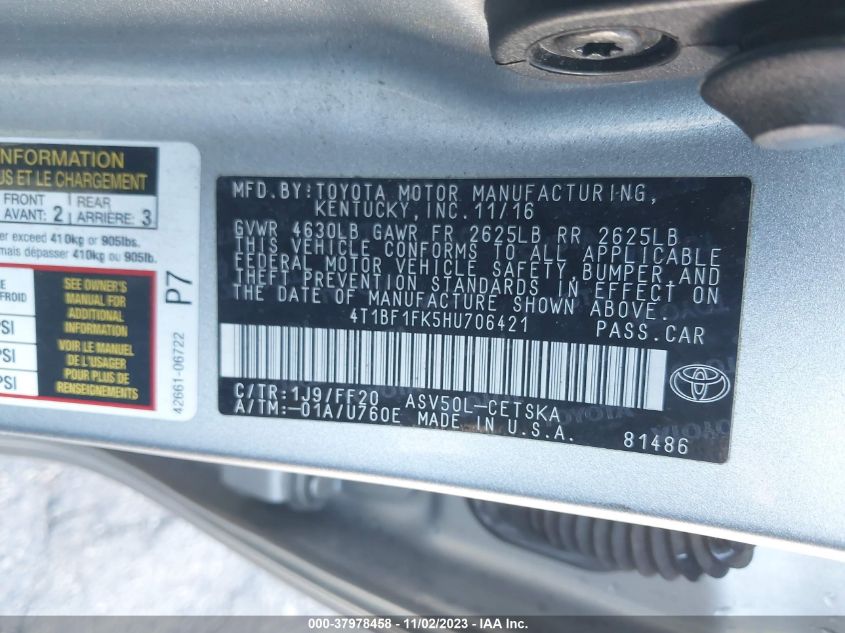 NFORMATION
US ET LE CHARGEMENT
FRONT
AVANT: 2
REAR
ARRIÈRE: 3
er exceed 410kg or 905lbs.
mais dépasser 410kg ou 905lb.
FROID
PSI
PSI
PSI
SEE OWNER'S
MANUAL FOR
ADDITIONAL
INFORMATION
VOIR LE MANUEL
DE L'USAGER
POUR PLUS DE
RENSEIGNEMENTS
P7
42661-06722
MFD.BY:TOYOTA MOTOR MANUFACTURING,
KENTUCKY, INC.11/16
GVWR 4630LB GAWR FR 2625LB RR 2625LB
THIS VEHICLE CONFORMS TO ALL APPLICABLE
FEDERAL MOTOR VEHICLE SAFETY, BUMPER,AND
THEFT PREVENTION STANDARDS IN EFFECT ON
THE DATE OF MANUFACTURE SHOWN ABOVE.
4T1BF1FK5HU706421 PASS.CAR
C/TR:1J9/FF20 ASV50L-CETSKA
A/TM:-01A/U760E MADE IN U.S.A.
81486
000-37978458 - 11/02/2023 - IAA Inc.